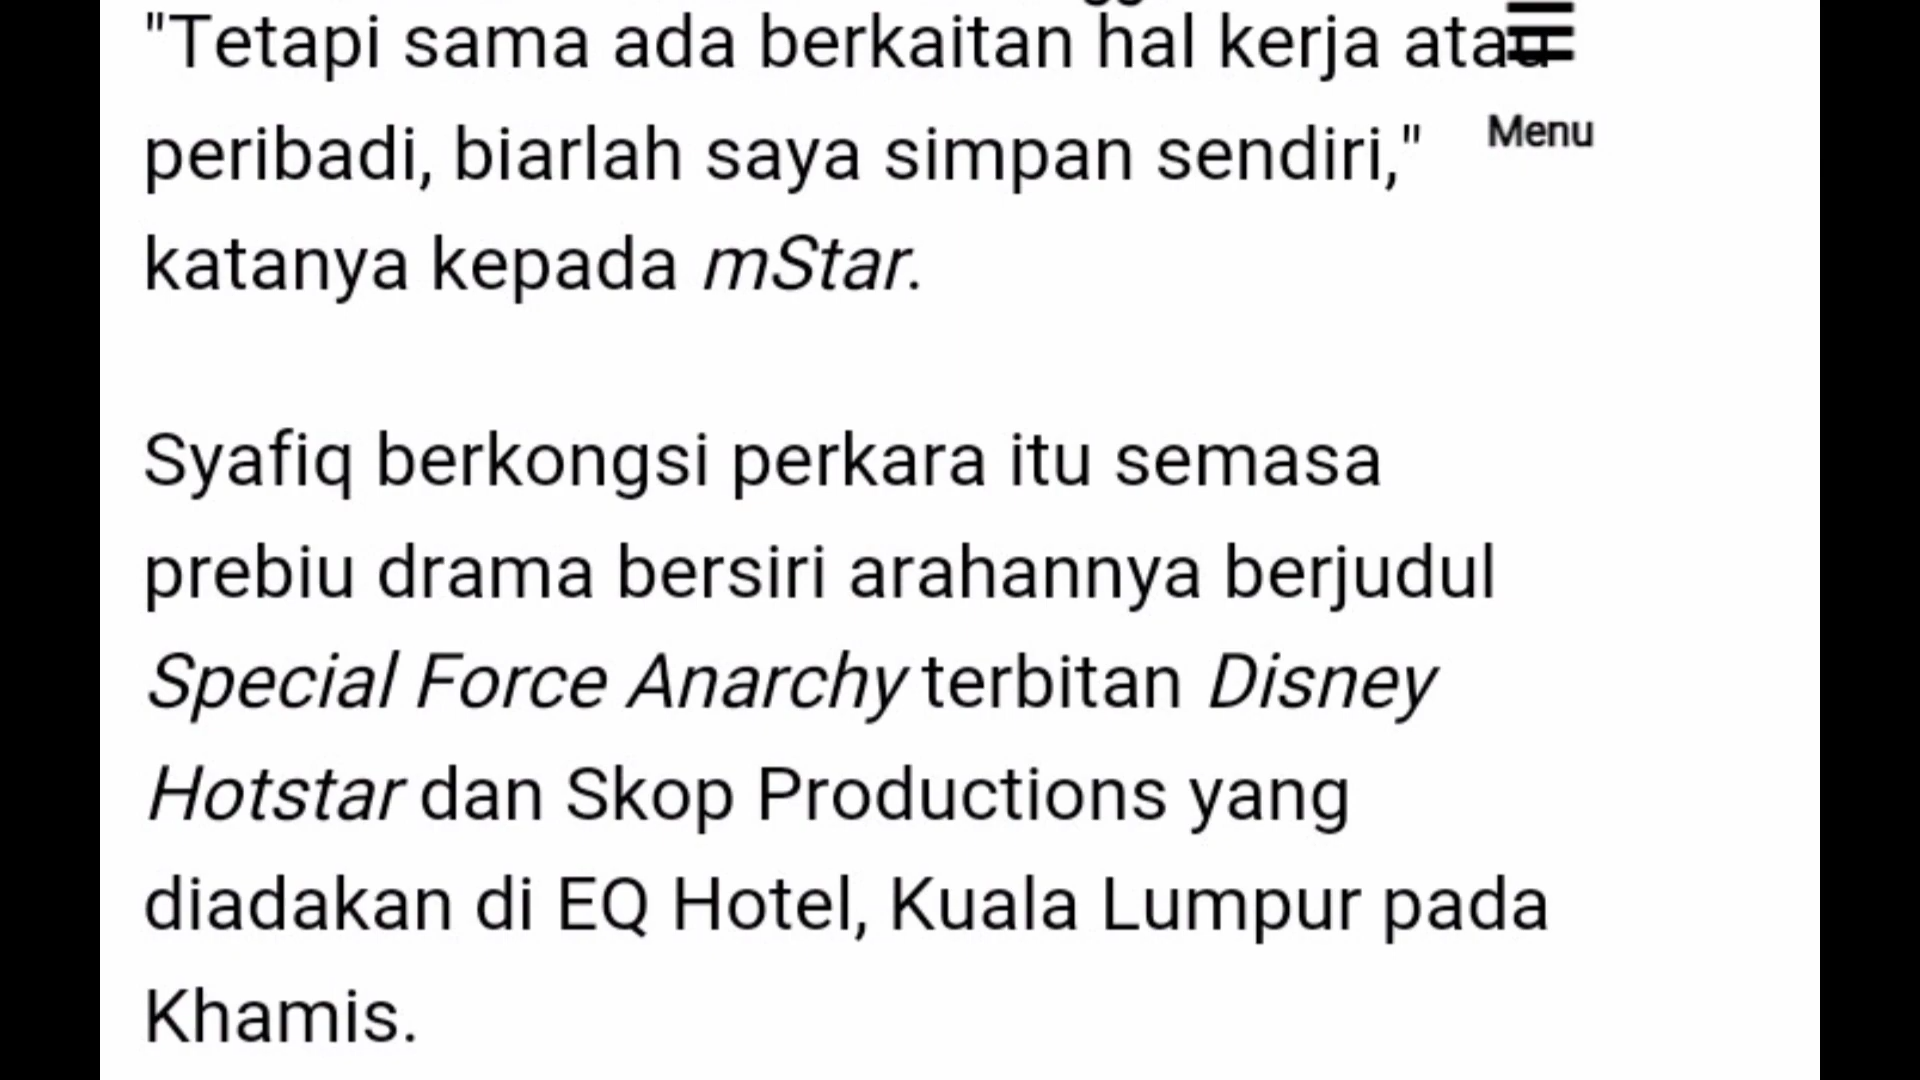 "Tetapi sama ada berkaitan hal kerja atau
peribadi, biarlah saya simpan sendiri,"
Menu
katanya kepada mStar.
Syafiq berkongsi perkara itu semasa
prebiu drama bersiri arahannya berjudul
Special Force Anarchy terbitan Disney
Hotstar dan Skop Productions yang
diadakan di EQ Hotel, Kuala Lumpur pada
Khamis.